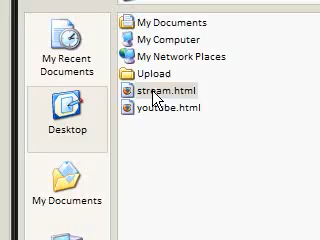 My Recent
Documents
Desktop
My Documents
My Documents
My Computer
My Network Places
Upload
stream.html
youtube.html